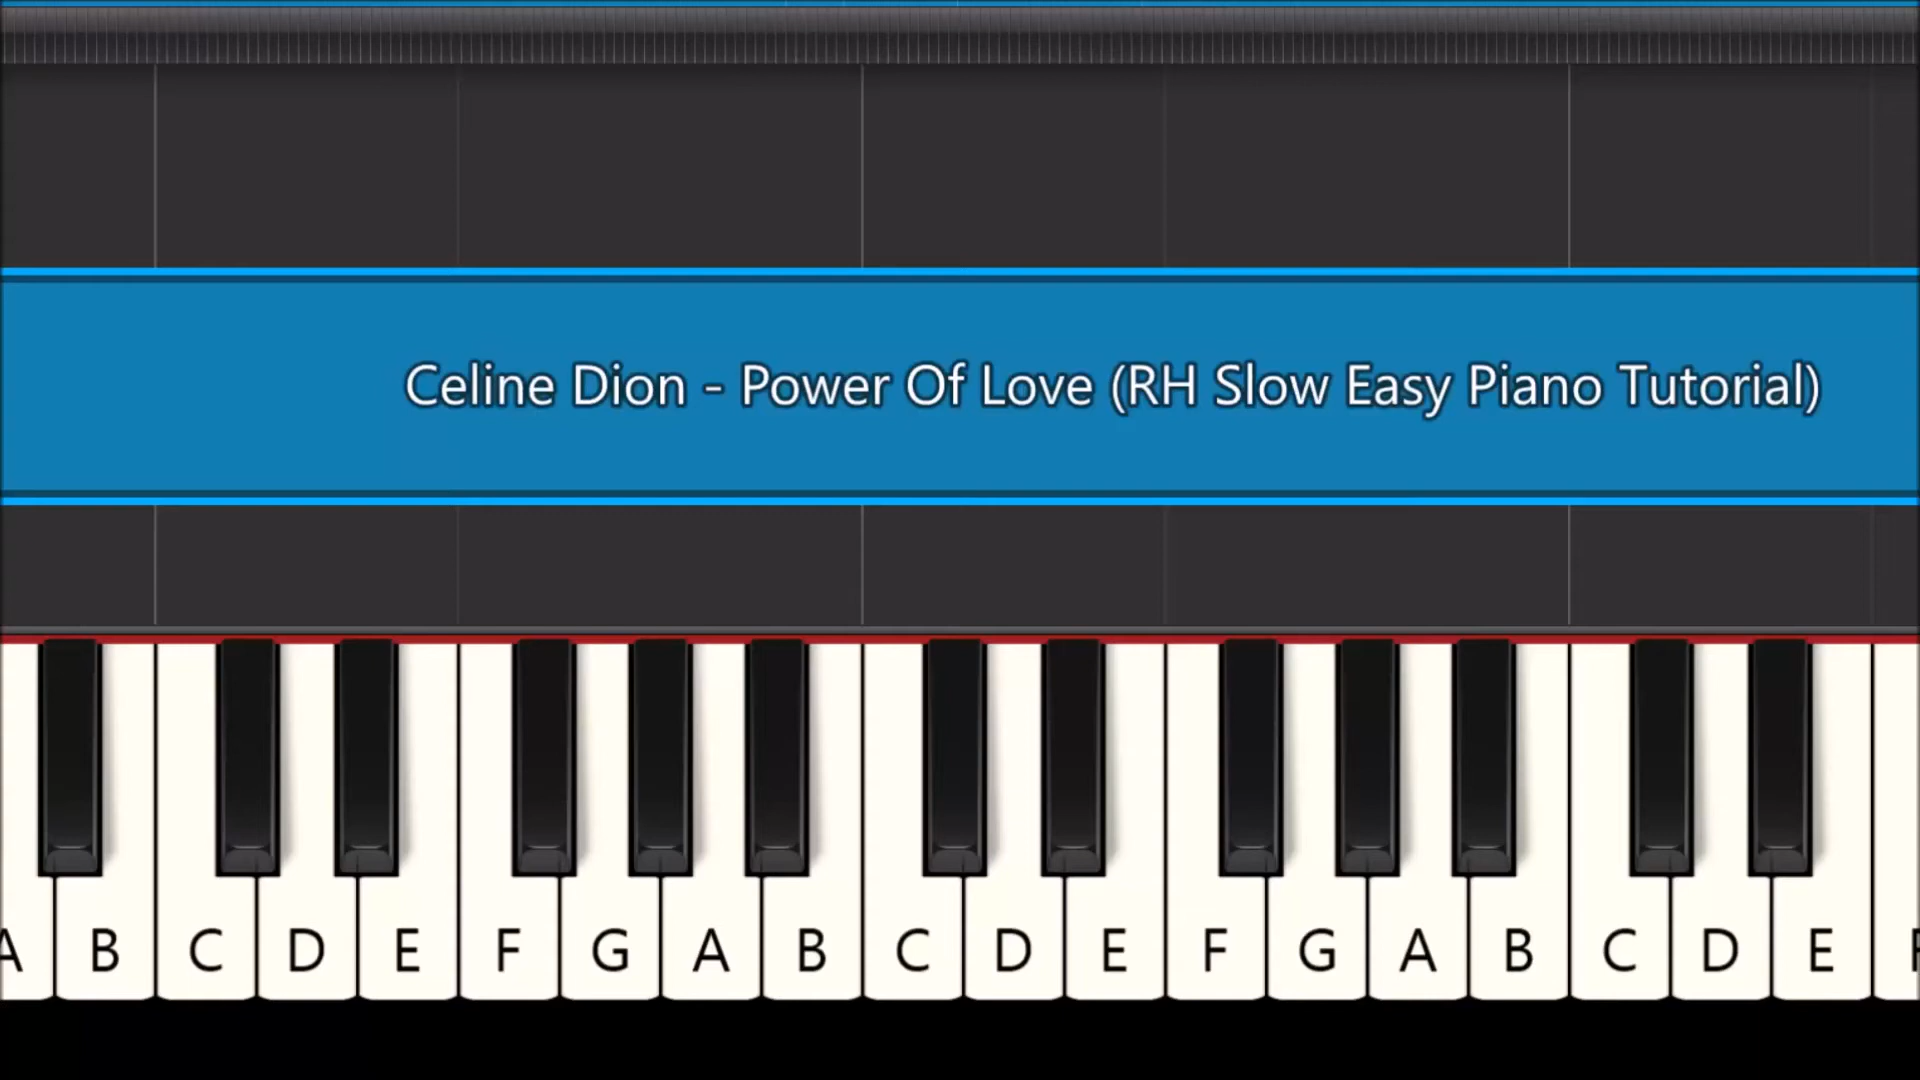 Celine Dion - Power Of Love (RH Slow Easy Piano Tutorial)
A B C D E F G A B C D E F G A B C D E F